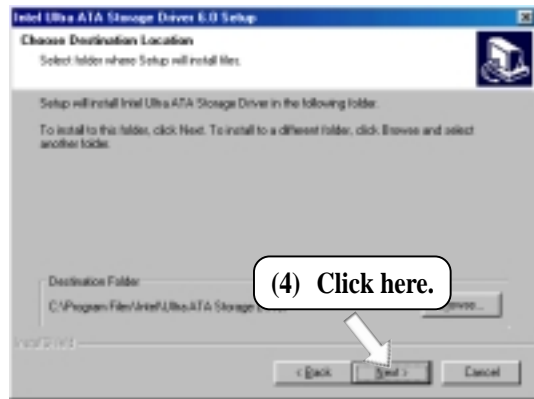 Intel Ultra ATA Storage Driver 6.0 Setup
Choose Destination Location
Select folder where Setup will install files.
Setup will install Intel Ultra ATA Storage Driver in the following folder.
To install to this folder, click Next. To install to a different folder, click Browse and select
another folder.
Destination Folder
(4) Click here.
C:\Program Files\Intel\Ultra ATA Storage
InstallShield
< Back
Next >
Cancel